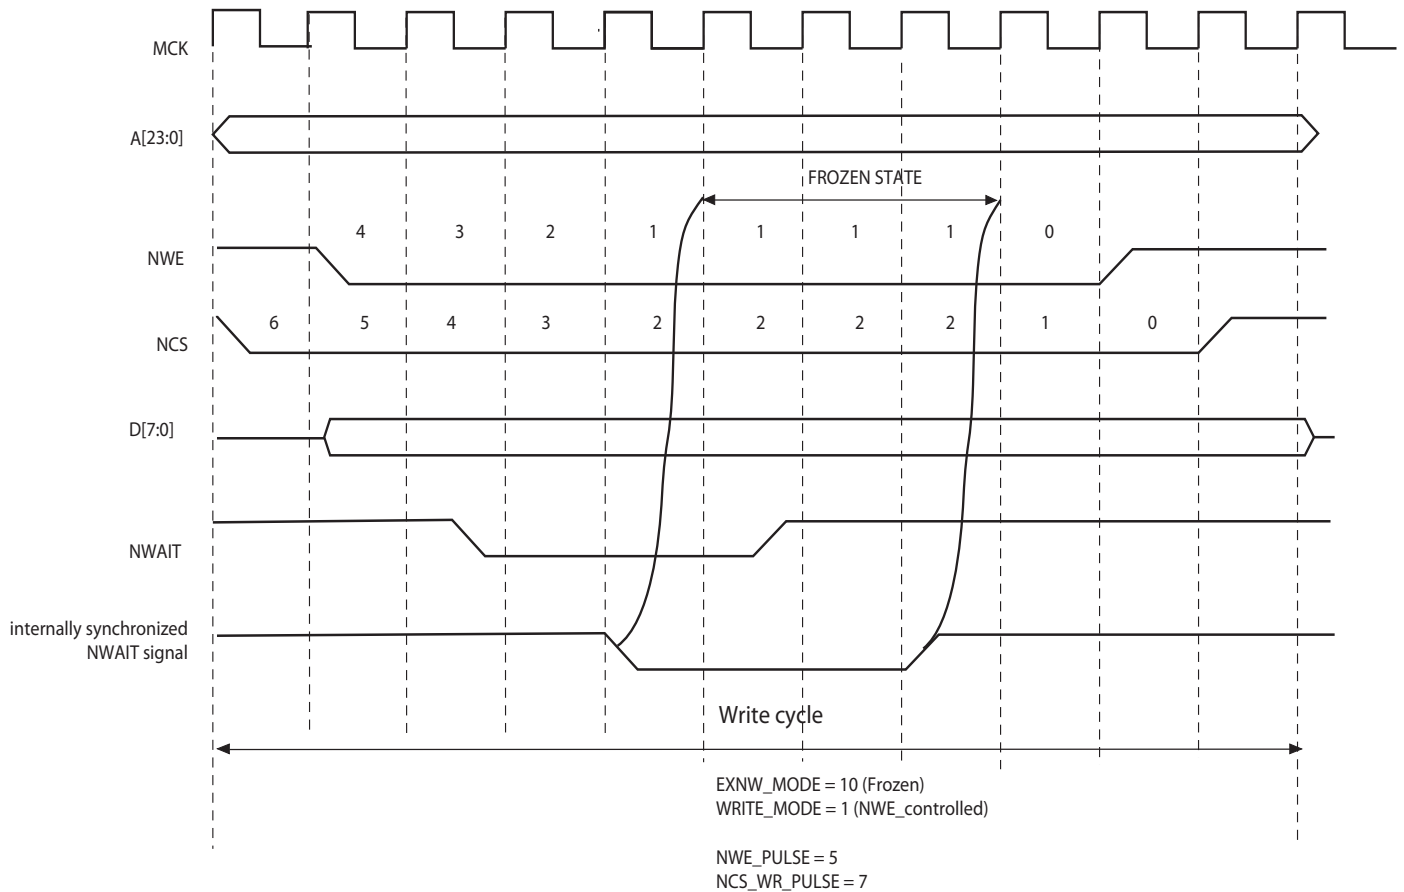 MCK
A[23:0]
FROZEN STATE
4 3 2 1 1 1 1 0
NWE
6 5 4 3 2 2 2 2 1 0
NCS
D[7:0]
NWAIT
internally synchronized
NWAIT signal
Write cycle
EXNW_MODE = 10 (Frozen)
WRITE_MODE = 1 (NWE_controlled)
NWE_PULSE = 5
NCS_WR_PULSE = 7